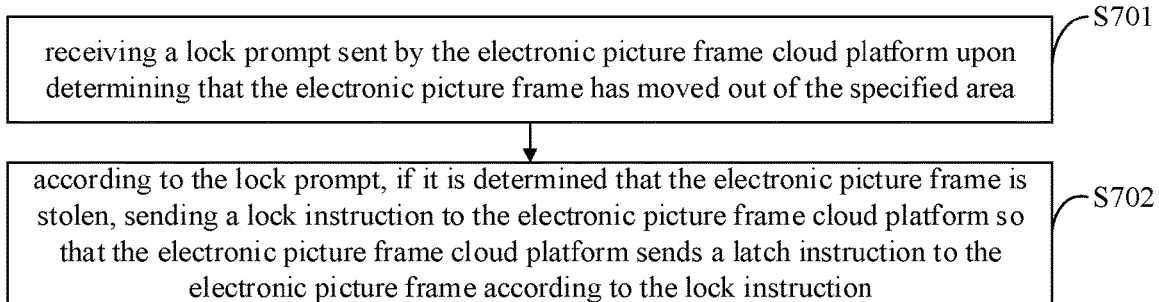 receiving a lock prompt sent by the electronic picture frame cloud platform upon
determining that the electronic picture frame has moved out of the specified area
S701
according to the lock prompt, if it is determined that the electronic picture frame is
stolen, sending a lock instruction to the electronic picture frame cloud platform so
that the electronic picture frame cloud platform sends a latch instruction to the
electronic picture frame according to the lock instruction
S702